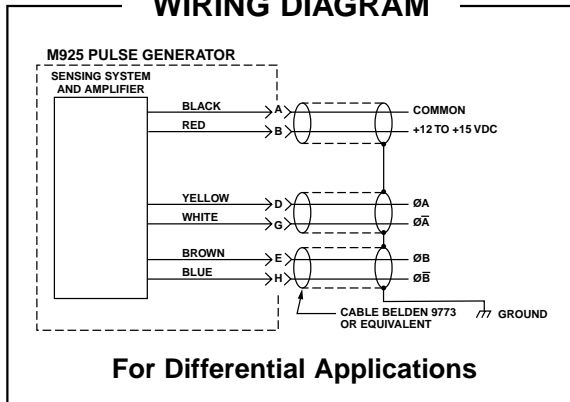 WIRING DIAGRAM
M925 PULSE GENERATOR
SENSING SYSTEM
AND AMPLIFIER
BLACK A COMMON
RED B +12 TO +15 VDC
YELLOW D ØA
WHITE G ØA̅
BROWN E ØB
BLUE H ØB̅
CABLE BELDEN 9773
OR EQUIVALENT
GROUND
For Differential Applications